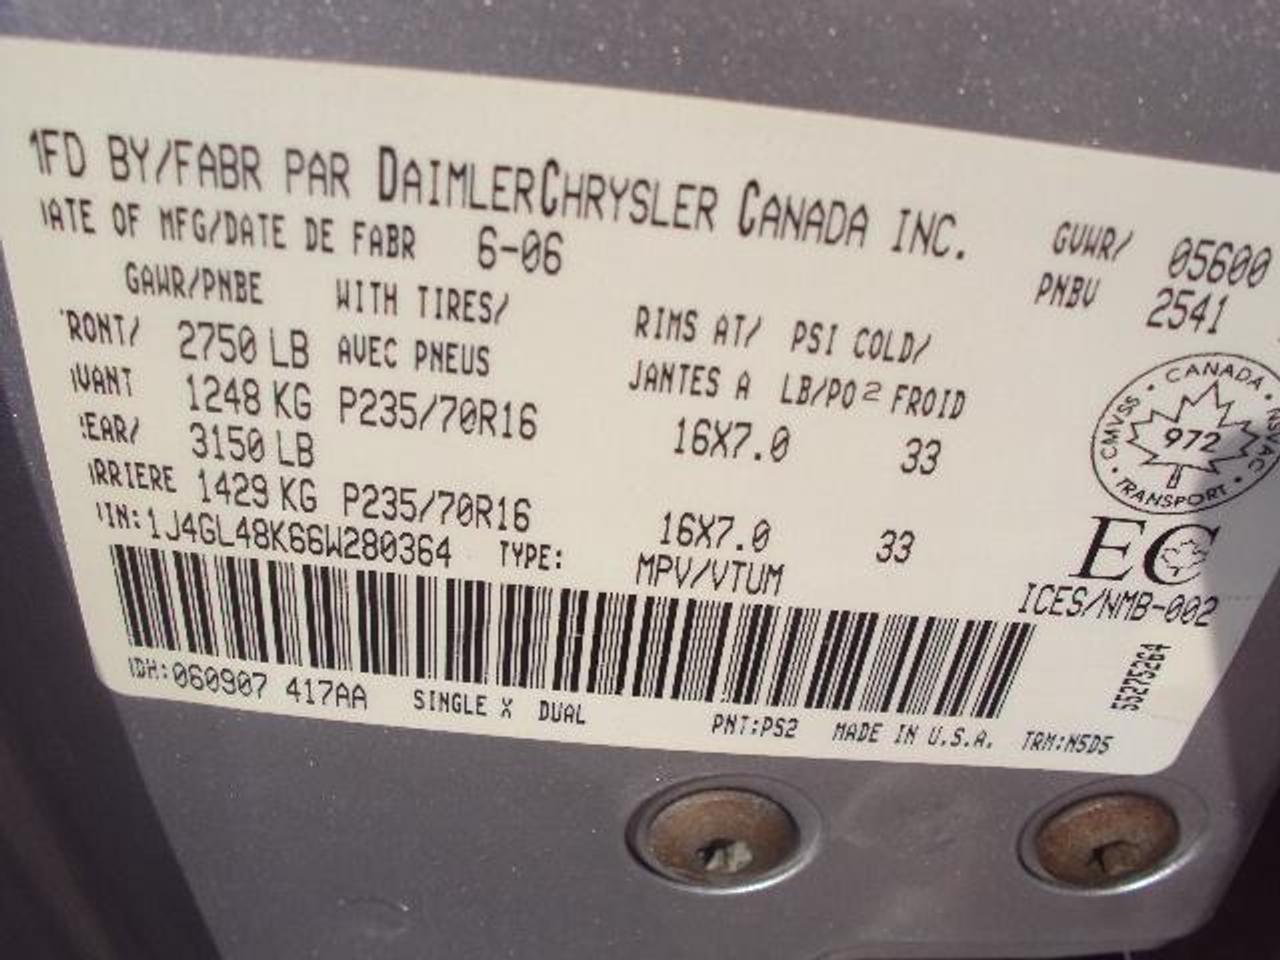 MFD BY/FABR PAR DAIMLERCHRYSLER CANADA INC.
DATE OF MFG/DATE DE FABR 6-06
GVWR/ 05600
PNBV 2541
GAWR/PNBE WITH TIRES/ RIMS AT/ PSI COLD/
FRONT/ 2750 LB AVEC PNEUS JANTES A LB/PO2 FROID
AVANT 1248 KG P235/70R16 16X7.0 33
REAR/ 3150 LB
ARRIERE 1429 KG P235/70R16 16X7.0 33
VIN: 1J4GL48K66W280364 TYPE: MPV/VTUM
CANADA · NSVAC · TRANSPORT · CMVSS ·
972
EC
ICES/NMB-002
55275264
MDH: 060907 417AA SINGLE X DUAL
PNT:PS2 MADE IN U.S.A. TRM:N5D5